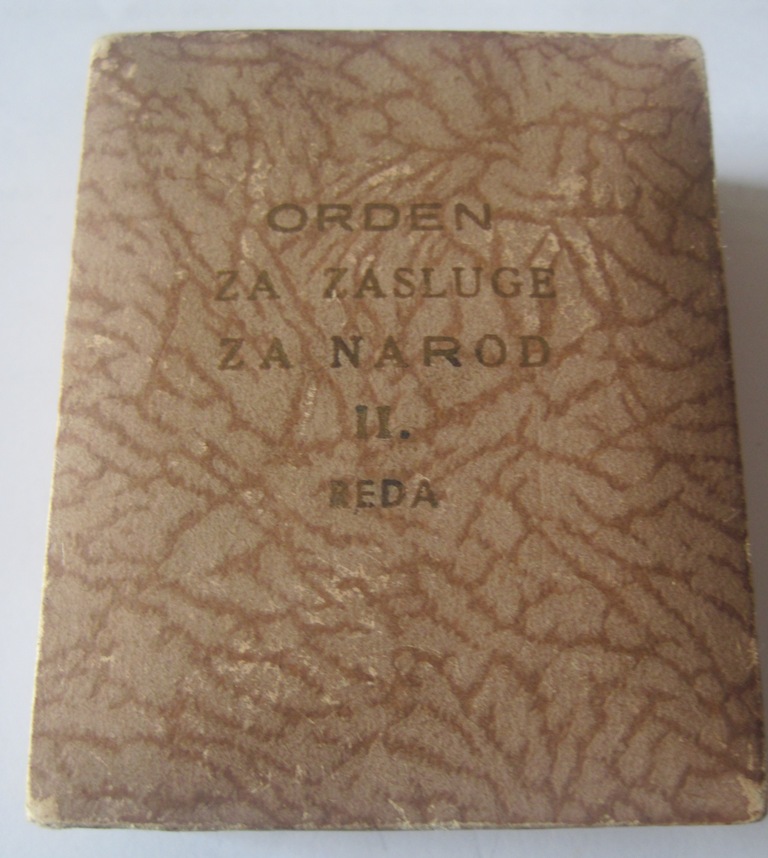 ORDEN
ZA ZASLUGE
ZA NAROD
II.
REDA